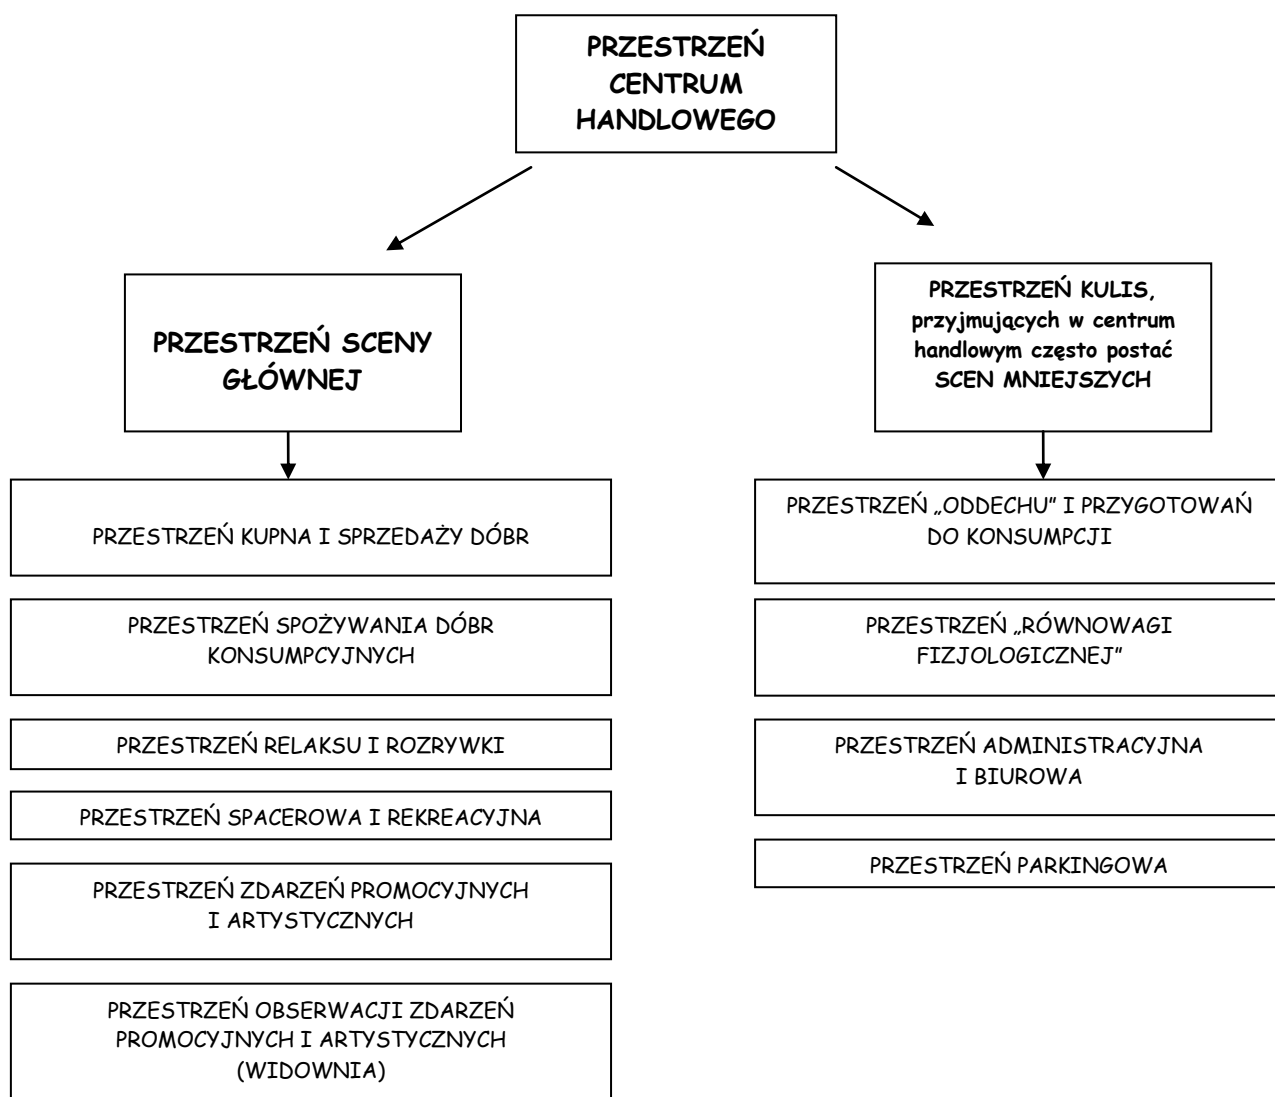 PRZESTRZEŃ
CENTRUM
HANDLOWEGO
PRZESTRZEŃ SCENY
GŁÓWNEJ
PRZESTRZEŃ KUPNA I SPRZEDAŻY DÓBR
PRZESTRZEŃ SPOŻYWANIA DÓBR
KONSUMPCYJNYCH
PRZESTRZEŃ RELAKSU I ROZRYWKI
PRZESTRZEŃ SPACEROWA I REKREACYJNA
PRZESTRZEŃ ZDARZEŃ PROMOCYJNYCH
I ARTYSTYCZNYCH
PRZESTRZEŃ OBSERWACJI ZDARZEŃ
PROMOCYJNYCH I ARTYSTYCZNYCH
(WIDOWNIA)
PRZESTRZEŃ KULIS,
przyjmujących w centrum
handlowym często postać
SCEN MNIEJSZYCH
PRZESTRZEŃ „ODDECHU” I PRZYGOTOWAŃ
DO KONSUMPCJI
PRZESTRZEŃ „RÓWNOWAGI
FIZJOLOGICZNEJ”
PRZESTRZEŃ ADMINISTRACYJNA
I BIUROWA
PRZESTRZEŃ PARKINGOWA